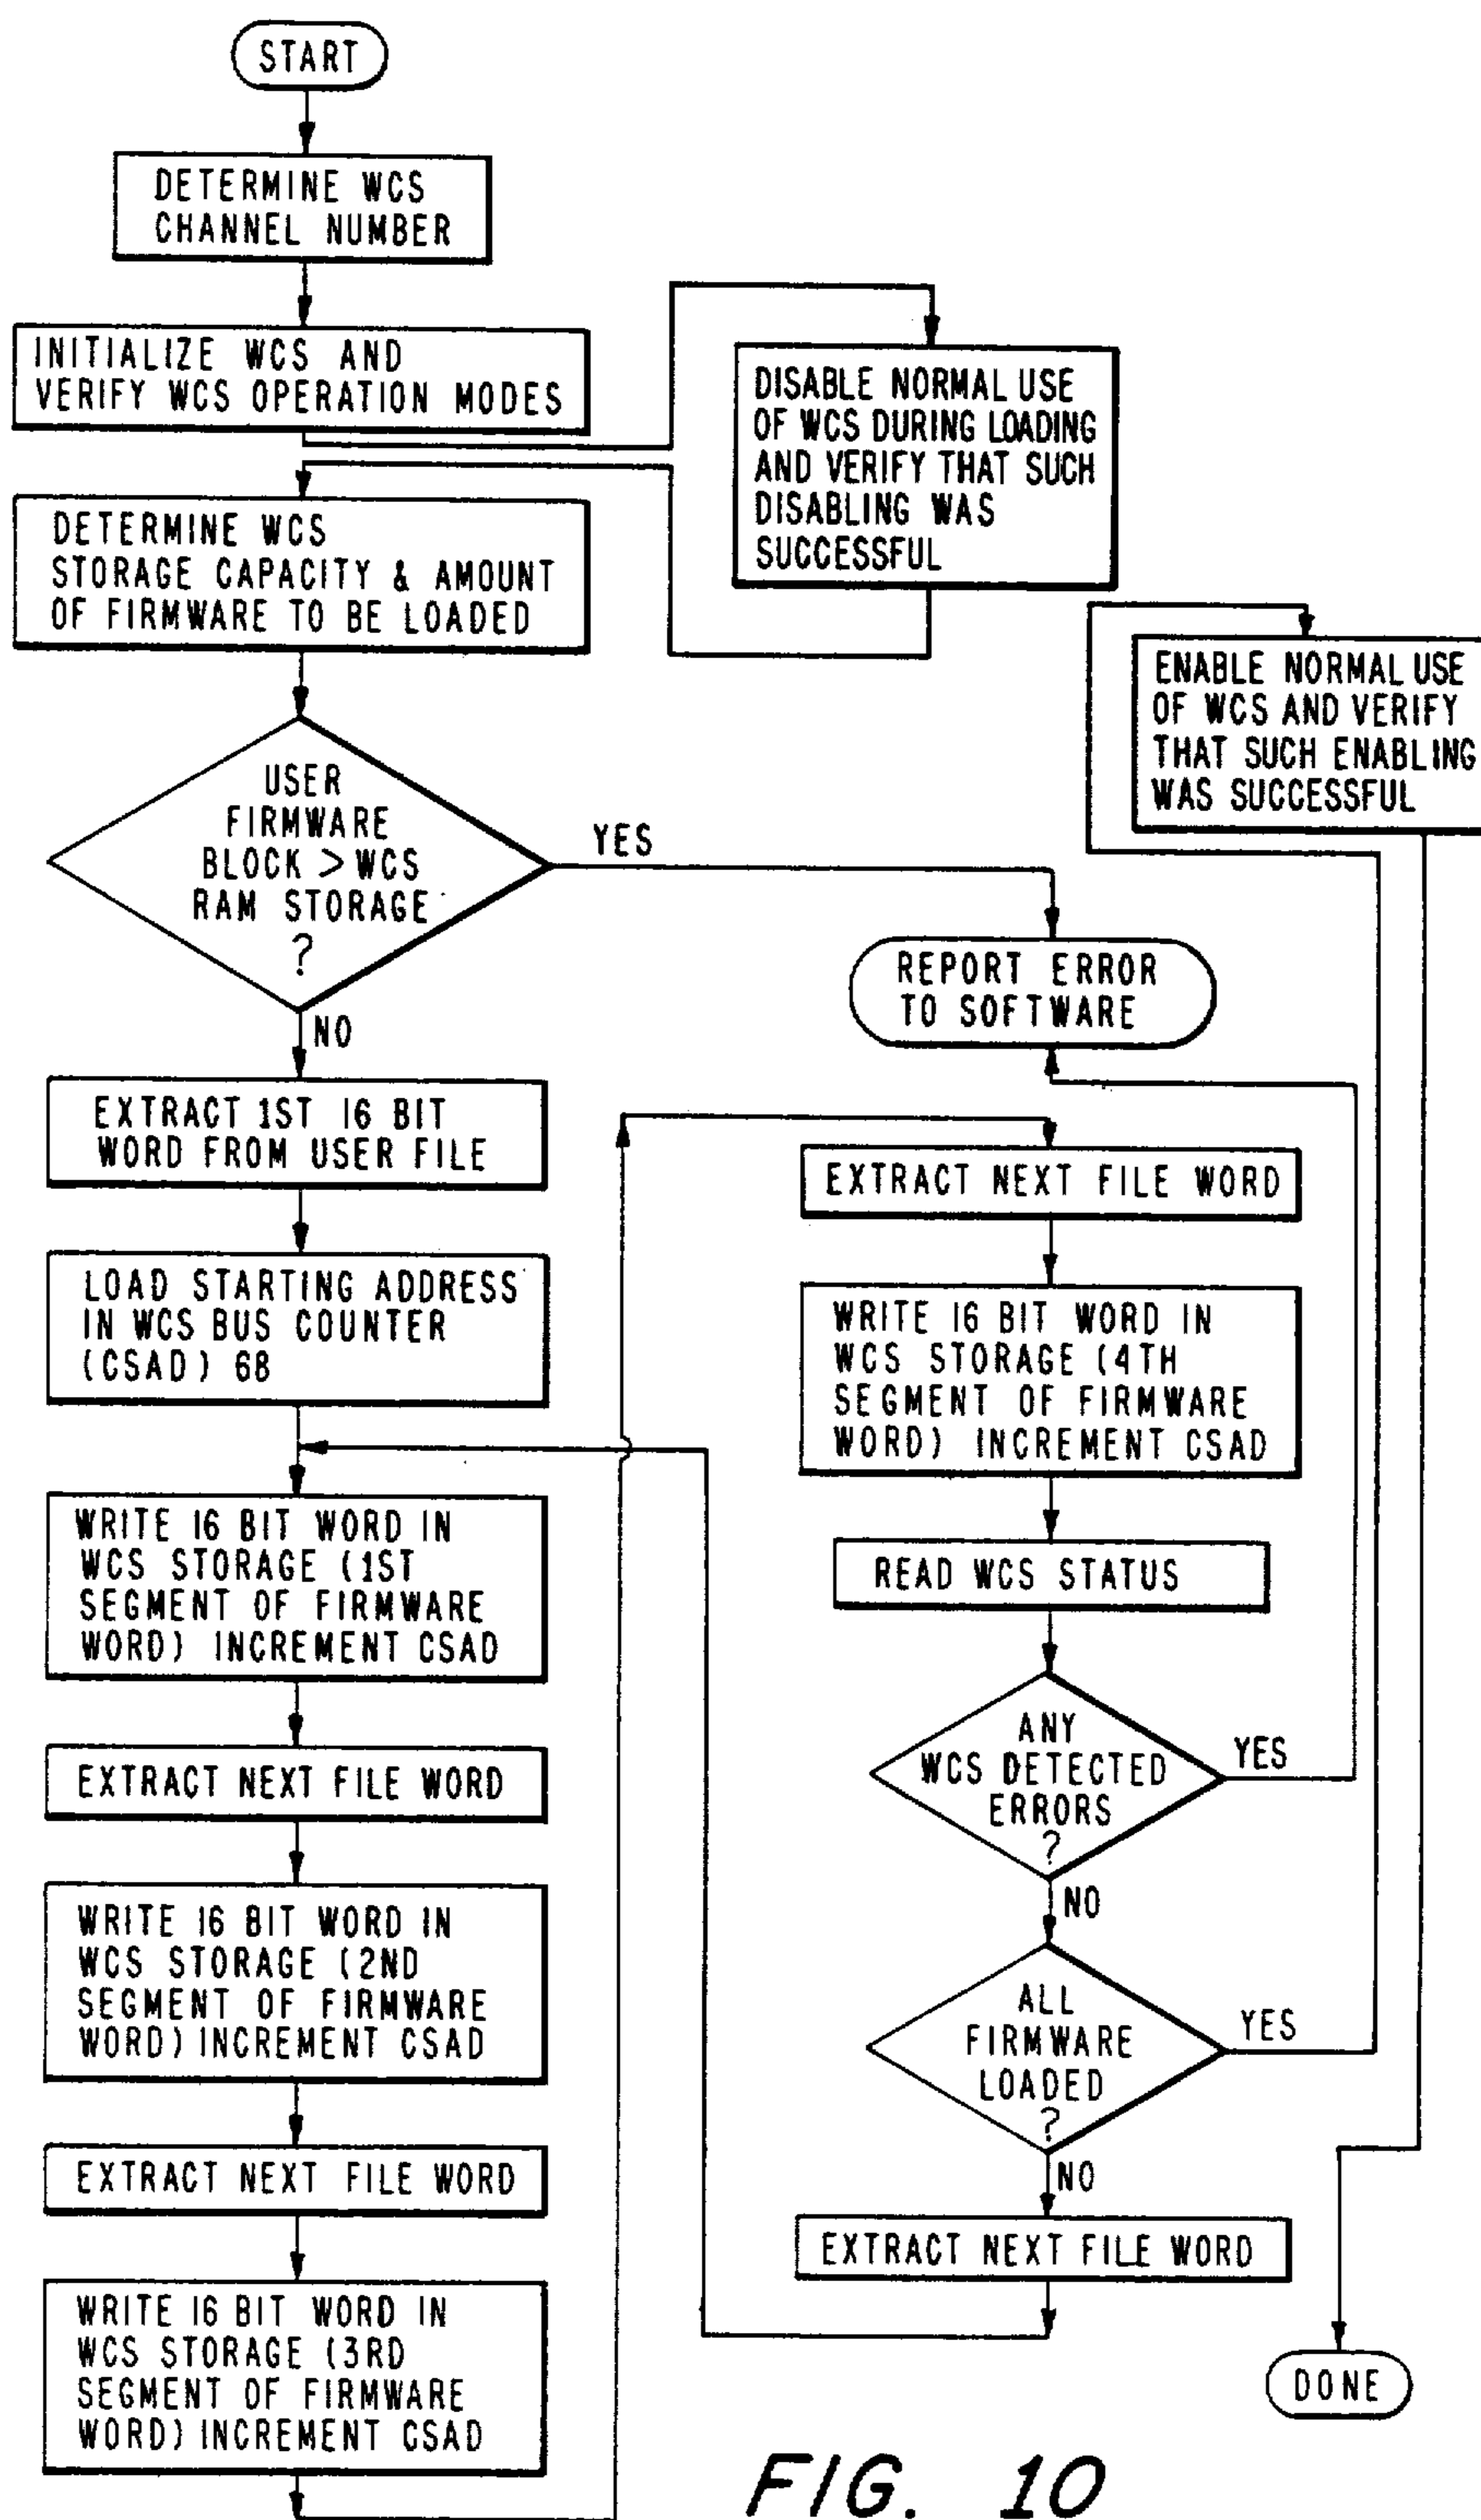 START
DETERMINE WCS
CHANNEL NUMBER
INITIALIZE WCS AND
VERIFY WCS OPERATION MODES
DISABLE NORMAL USE
OF WCS DURING LOADING
AND VERIFY THAT SUCH
DISABLING WAS
SUCCESSFUL
DETERMINE WCS
STORAGE CAPACITY & AMOUNT
OF FIRMWARE TO BE LOADED
ENABLE NORMAL USE
OF WCS AND VERIFY
THAT SUCH ENABLING
WAS SUCCESSFUL
USER
FIRMWARE
BLOCK > WCS
RAM STORAGE
?
YES
NO
REPORT ERROR
TO SOFTWARE
EXTRACT 1ST 16 BIT
WORD FROM USER FILE
LOAD STARTING ADDRESS
IN WCS BUS COUNTER
(CSAD) 68
WRITE 16 BIT WORD IN
WCS STORAGE (1ST
SEGMENT OF FIRMWARE
WORD) INCREMENT CSAD
EXTRACT NEXT FILE WORD
WRITE 16 BIT WORD IN
WCS STORAGE (2ND
SEGMENT OF FIRMWARE
WORD) INCREMENT CSAD
EXTRACT NEXT FILE WORD
WRITE 16 BIT WORD IN
WCS STORAGE (3RD
SEGMENT OF FIRMWARE
WORD) INCREMENT CSAD
EXTRACT NEXT FILE WORD
WRITE 16 BIT WORD IN
WCS STORAGE (4TH
SEGMENT OF FIRMWARE
WORD) INCREMENT CSAD
READ WCS STATUS
ANY
WCS DETECTED
ERRORS
?
YES
NO
ALL
FIRMWARE
LOADED
?
YES
NO
EXTRACT NEXT FILE WORD
DONE
FIG. 10